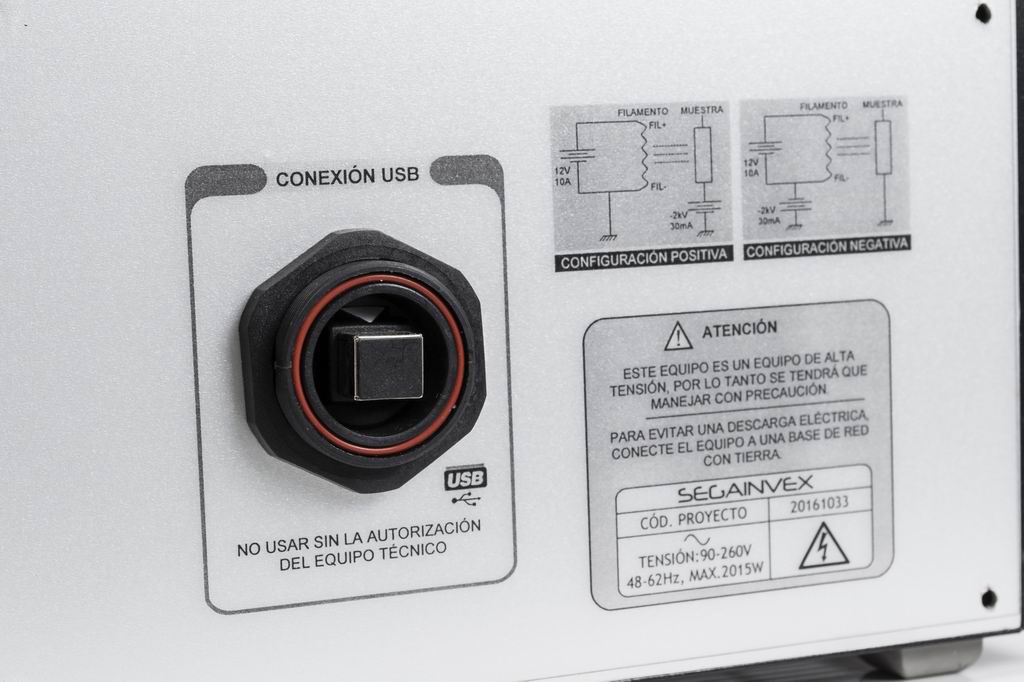 CONEXIÓN USB
USB
NO USAR SIN LA AUTORIZACIÓN
DEL EQUIPO TÉCNICO
FILAMENTO MUESTRA
FIL+
12V
10A
FIL-
-2kV
30mA
CONFIGURACIÓN POSITIVA
FILAMENTO MUESTRA
FIL+
12V
10A
FIL-
-2kV
30mA
CONFIGURACIÓN NEGATIVA
ATENCIÓN
ESTE EQUIPO ES UN EQUIPO DE ALTA
TENSIÓN, POR LO TANTO SE TENDRÁ QUE
MANEJAR CON PRECAUCIÓN.
PARA EVITAR UNA DESCARGA ELÉCTRICA,
CONECTE EL EQUIPO A UNA BASE DE RED
CON TIERRA.
SEGAINVEX
CÓD. PROYECTO 20161033
TENSIÓN:90-260V
48-62Hz, MAX.2015W